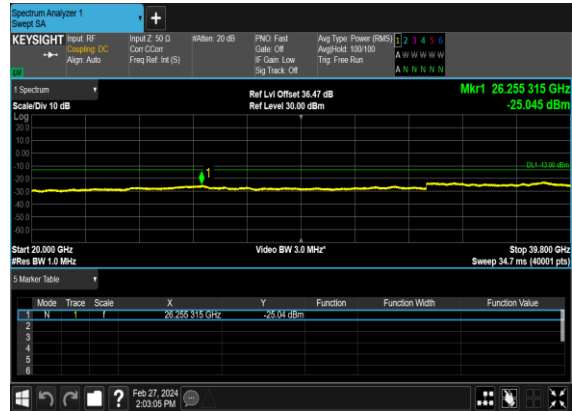 Spectrum Analyzer 1
Swept SA
+
KEYSIGHT Input: RF Input Z: 50 Ω #Atten: 20 dB PNO: Fast Avg Type: Power (RMS) 1 2 3 4 5 6
Coupling: DC Corr CCorr Gate: Off Avg|Hold: 100/100 A W W W W W
Align: Auto Freq Ref: Int (S) IF Gain: Low Trig: Free Run
Sig Track: Off A N N N N N
1 Spectrum Ref Lvl Offset 36.47 dB Mkr1 26.255 315 GHz
Scale/Div 10 dB Ref Level 30.00 dBm -25.045 dBm
Log
20.0
10.0
0.00
-10.0 DL1 -13.00 dBm
1
-20.0
-30.0
-40.0
-50.0
-60.0
Start 20.000 GHz Video BW 3.0 MHz* Stop 39.800 GHz
#Res BW 1.0 MHz Sweep 34.7 ms (40001 pts)
5 Marker Table
Mode Trace Scale X Y Function Function Width Function Value
1 N 1 f 26.255 315 GHz -25.04 dBm
2
3
4
5
6
? Feb 27, 2024
2:03:05 PM